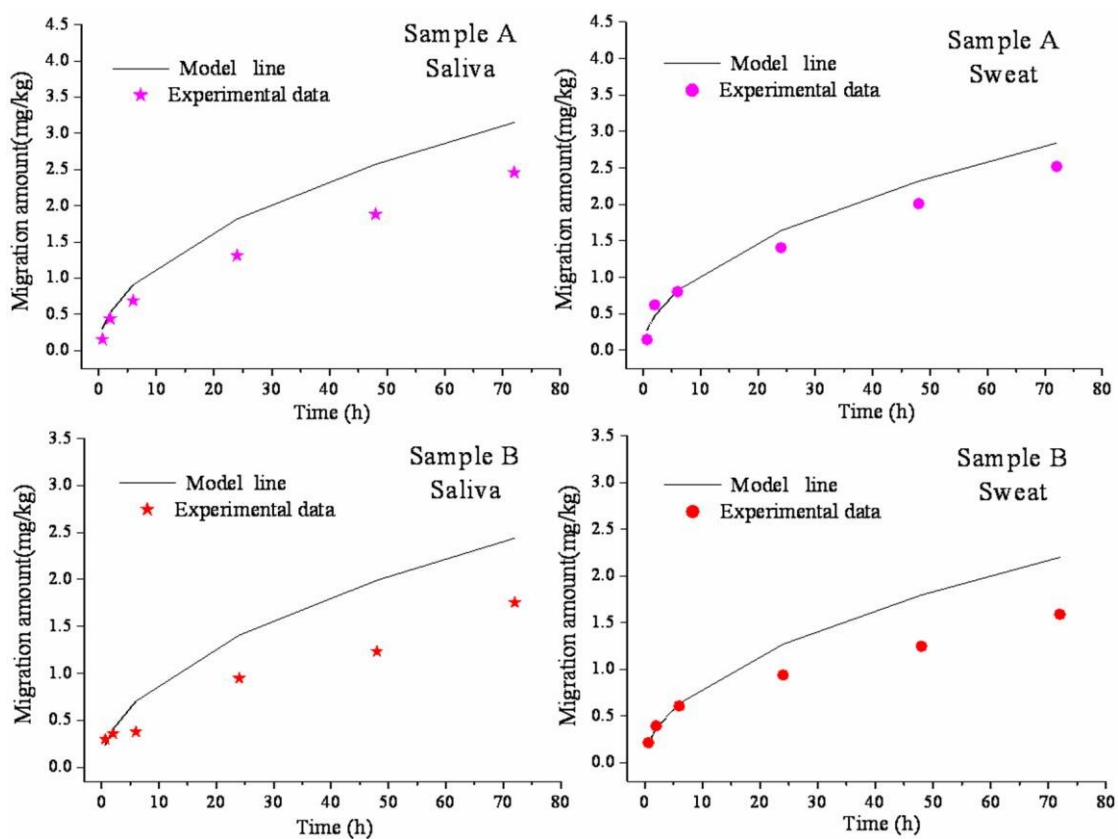 Sample A
Saliva
Model line
Experimental data
Migration amount(mg/kg)
4.5
4.0
3.5
3.0
2.5
2.0
1.5
1.0
0.5
0.0
0 10 20 30 40 50 60 70 80
Time (h)
Sample A
Sweat
Model line
Experimental data
Migration amount(mg/kg)
4.5
4.0
3.5
3.0
2.5
2.0
1.5
1.0
0.5
0.0
0 10 20 30 40 50 60 70 80
Time (h)
Sample B
Saliva
Model line
Experimental data
Migration amount(mg/kg)
3.5
3.0
2.5
2.0
1.5
1.0
0.5
0.0
0 10 20 30 40 50 60 70 80
Time (h)
Sample B
Sweat
Model line
Experimental data
Migration amount(mg/kg)
3.5
3.0
2.5
2.0
1.5
1.0
0.5
0.0
0 10 20 30 40 50 60 70 80
Time (h)